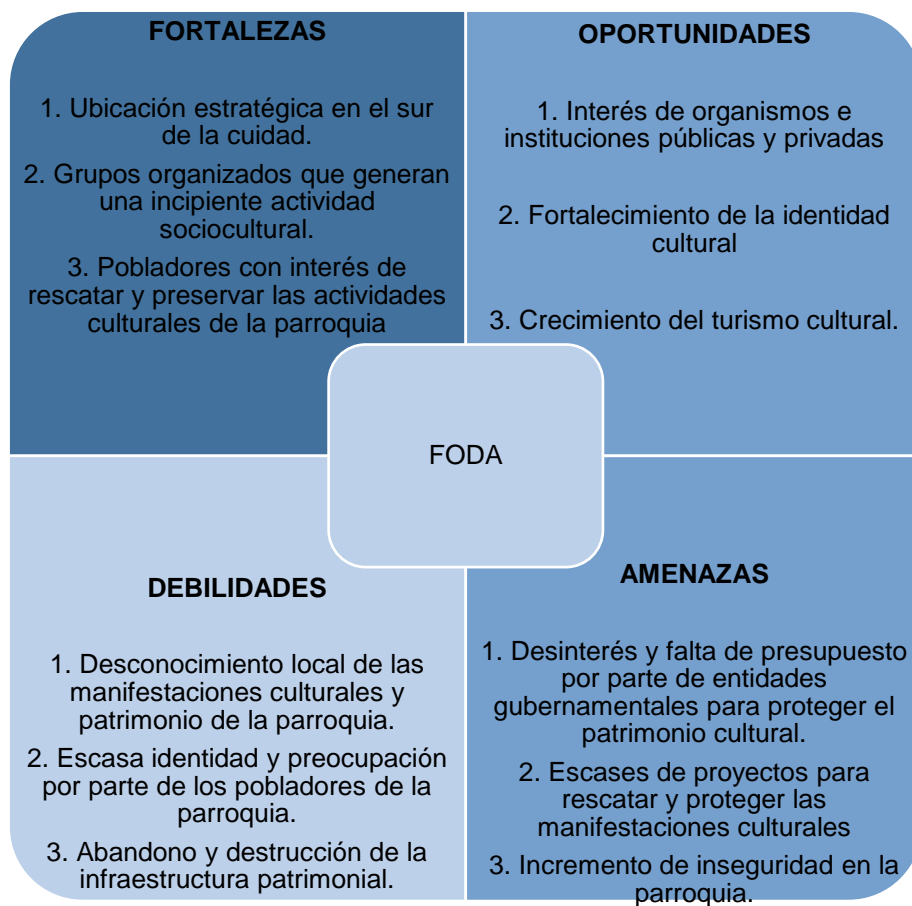 FORTALEZAS
1. Ubicación estratégica en el sur
de la cuidad.
2. Grupos organizados que generan
una incipiente actividad
sociocultural.
3. Pobladores con interés de
rescatar y preservar las actividades
culturales de la parroquia
OPORTUNIDADES
1. Interés de organismos e
instituciones públicas y privadas
2. Fortalecimiento de la identidad
cultural
3. Crecimiento del turismo cultural.
FODA
DEBILIDADES
1. Desconocimiento local de las
manifestaciones culturales y
patrimonio de la parroquia.
2. Escasa identidad y preocupación
por parte de los pobladores de la
parroquia.
3. Abandono y destrucción de la
infraestructura patrimonial.
AMENAZAS
1. Desinterés y falta de presupuesto
por parte de entidades
gubernamentales para proteger el
patrimonio cultural.
2. Escases de proyectos para
rescatar y proteger las
manifestaciones culturales
3. Incremento de inseguridad en la
parroquia.